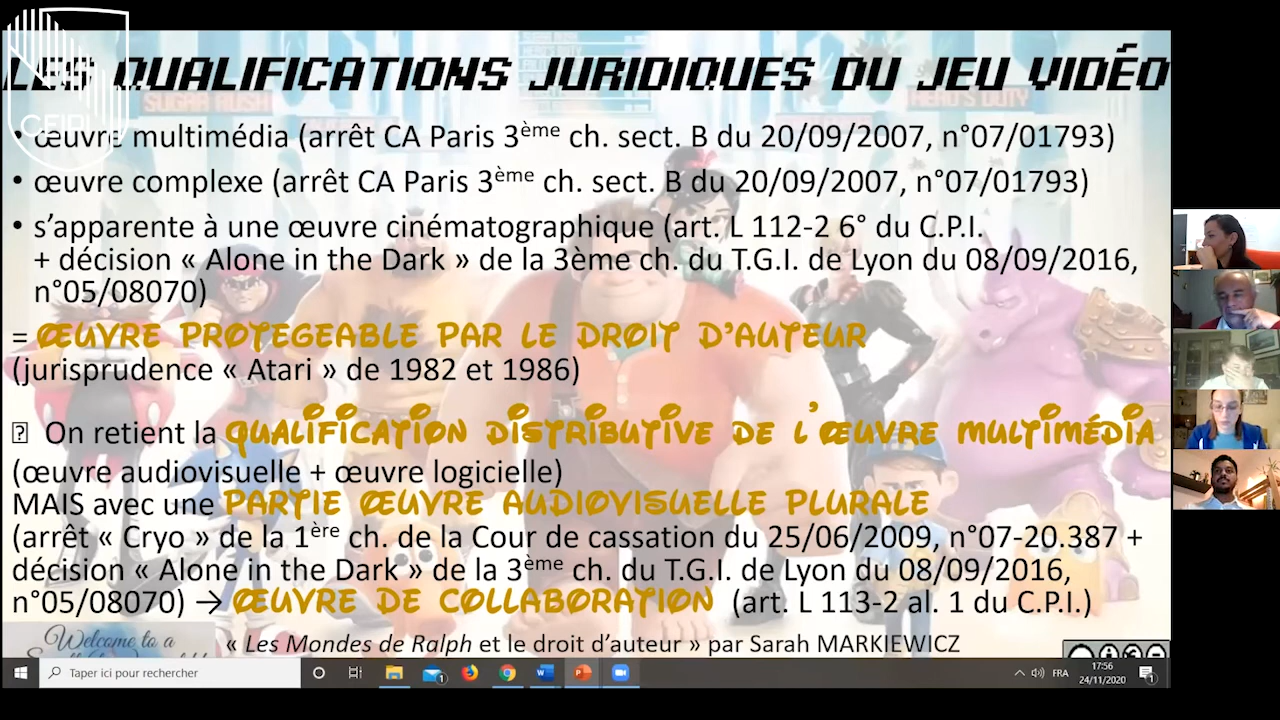 LES QUALIFICATIONS JURIDIQUES DU JEU VIDÉO
CEIPI
• œuvre multimédia (arrêt CA Paris 3ème ch. sect. B du 20/09/2007, n°07/01793)
• œuvre complexe (arrêt CA Paris 3ème ch. sect. B du 20/09/2007, n°07/01793)
• s'apparente à une œuvre cinématographique (art. L 112-2 6° du C.P.I.
+ décision « Alone in the Dark » de la 3ème ch. du T.G.I. de Lyon du 08/09/2016,
n°05/08070)
= ŒUVRE PROTEGEABLE PAR LE DROIT D'AUTEUR
(jurisprudence « Atari » de 1982 et 1986)
On retient la QUALIFICATION DISTRIBUTIVE DE L'ŒUVRE MULTIMÉDIA
(œuvre audiovisuelle + œuvre logicielle)
MAIS avec une PARTIE ŒUVRE AUDIOVISUELLE PLURALE
(arrêt « Cryo » de la 1ère ch. de la Cour de cassation du 25/06/2009, n°07-20.387 +
décision « Alone in the Dark » de la 3ème ch. du T.G.I. de Lyon du 08/09/2016,
n°05/08070) → ŒUVRE DE COLLABORATION (art. L 113-2 al. 1 du C.P.I.)
Welcome to a
« Les Mondes de Ralph et le droit d'auteur » par Sarah MARKIEWICZ
SUGAR RUSH
HERO'S DUTY
Taper ici pour rechercher
FRA
17:56
24/11/2020